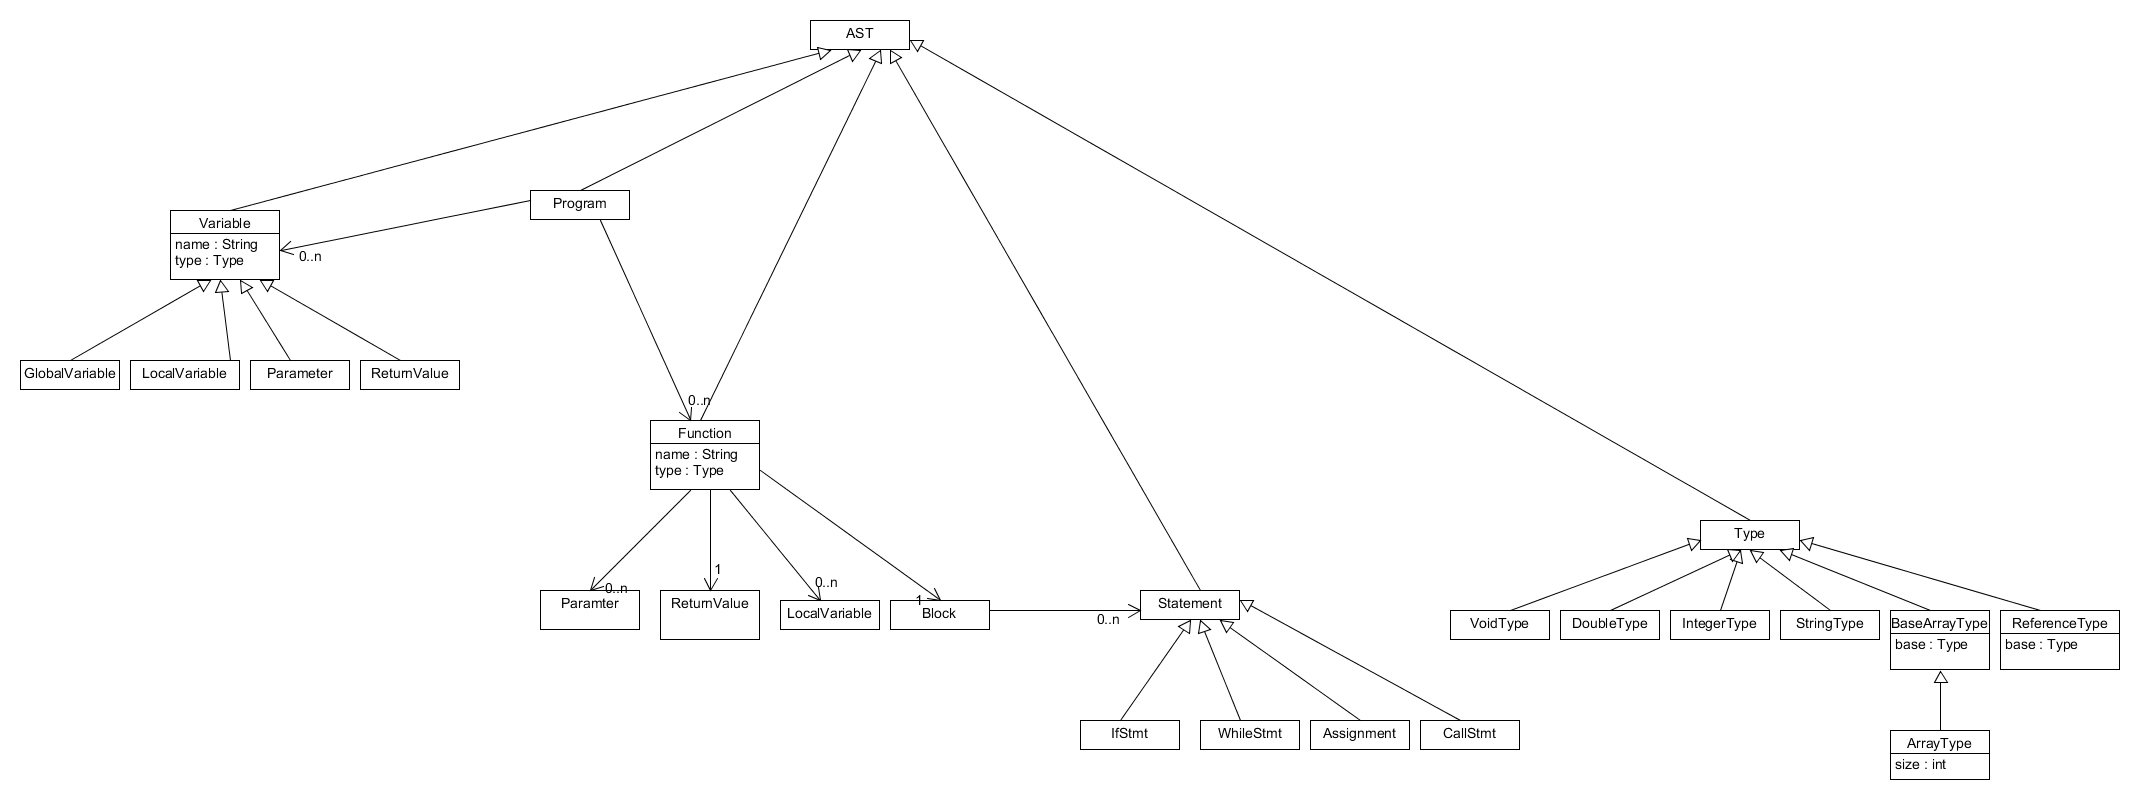 AST
Program
Variable
name : String
type : Type
0..n
GlobalVariable
LocalVariable
Parameter
ReturnValue
0..n
Function
name : String
type : Type
Type
1
0..n
0..n
Paramter
ReturnValue
LocalVariable
1
Block
0..n
Statement
VoidType
DoubleType
IntegerType
StringType
BaseArrayType
base : Type
ReferenceType
base : Type
IfStmt
WhileStmt
Assignment
CallStmt
ArrayType
size : int